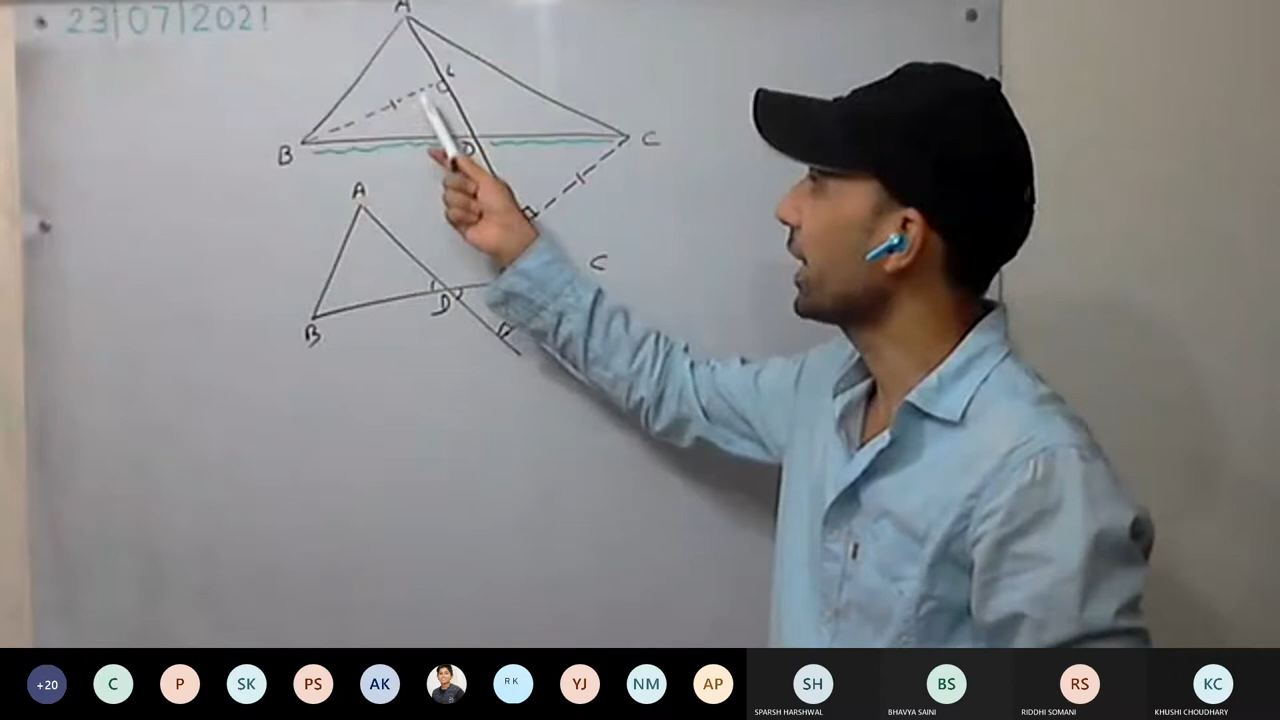 23/07/2021
A
L
B
D
C
A
C
D
B
+20
C
P
SK
PS
AK
RK
YJ
NM
AP
SH
BS
RS
KC
SPARSH HARSHWAL
BHAVYA SAINI
RIDDHI SOMANI
KHUSHI CHOUDHARY